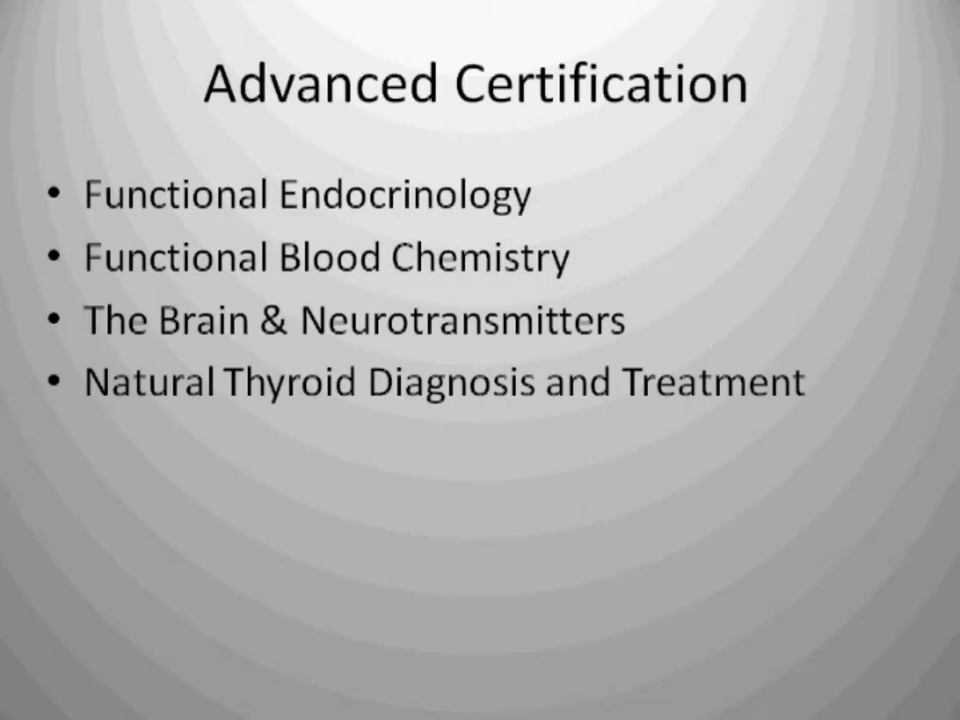 Advanced Certification
• Functional Endocrinology
• Functional Blood Chemistry
• The Brain & Neurotransmitters
• Natural Thyroid Diagnosis and Treatment